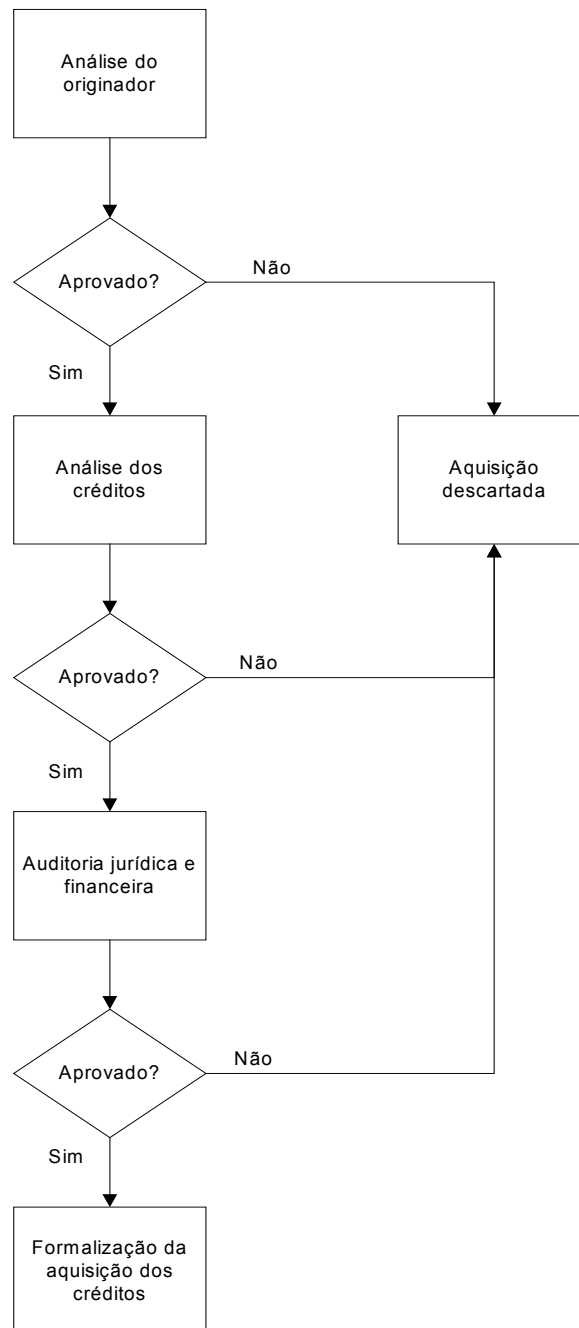 Análise do
originador
Aprovado?
Não
Sim
Análise dos
créditos
Aquisição
descartada
Aprovado?
Não
Sim
Auditoria jurídica e
financeira
Aprovado?
Não
Sim
Formalização da
aquisição dos
créditos